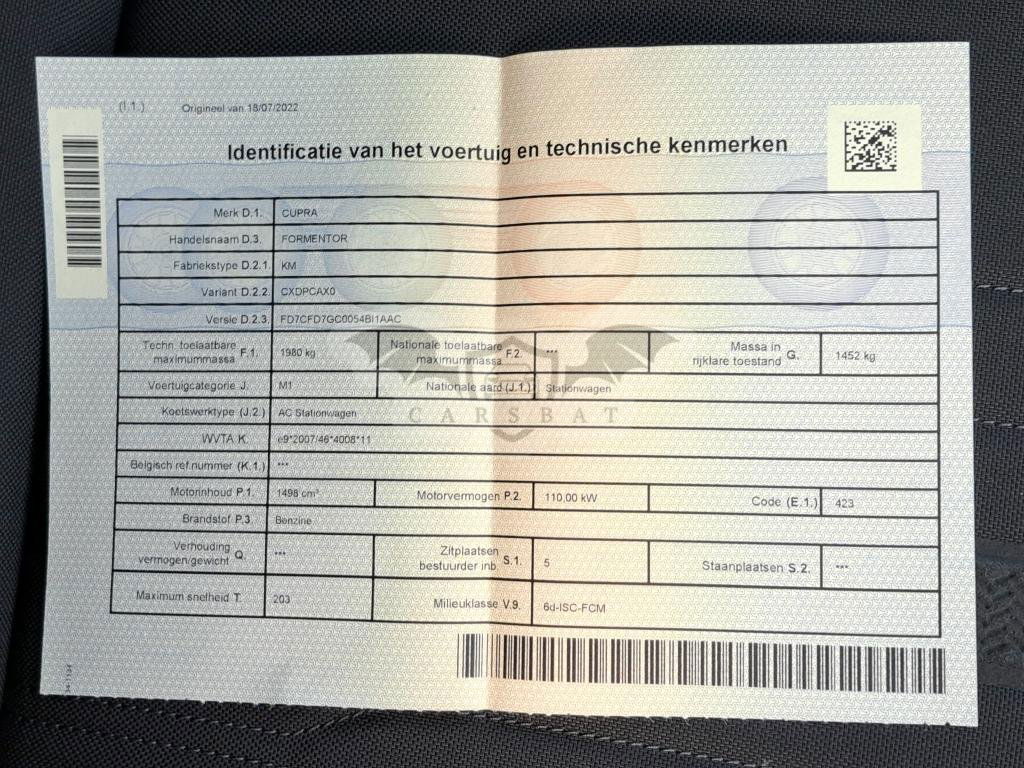 (I.1.) Origineel van 18/07/2022
Identificatie van het voertuig en technische kenmerken
Merk D.1. CUPRA
Handelsnaam D.3. FORMENTOR
Fabriekstype D.2.1. KM
Variant D.2.2. CXDPCAX0
Versie D.2.3. FD7CFD7GC0054BI1AAC
Techn. toelaatbare maximummassa F.1. 1980 kg Nationale toelaatbare maximummassa F.2. *** Massa in rijklare toestand G. 1452 kg
Voertuigcategorie J. M1 Nationale aard (J.1.) Stationwagen
Koetswerktype (J.2.) AC Stationwagen
CARSBAT
WVTA K. e9*2007/46*4008*11
Belgisch ref.nummer (K.1.) ***
Motorinhoud P.1. 1498 cm³ Motorvermogen P.2. 110,00 kW Code (E.1.) 423
Brandstof P.3. Benzine
Verhouding vermogen/gewicht Q. *** Zitplaatsen bestuurder inb. S.1. 5 Staanplaatsen S.2. ***
Maximum snelheid T. 203 Milieuklasse V.9. 6d-ISC-FCM